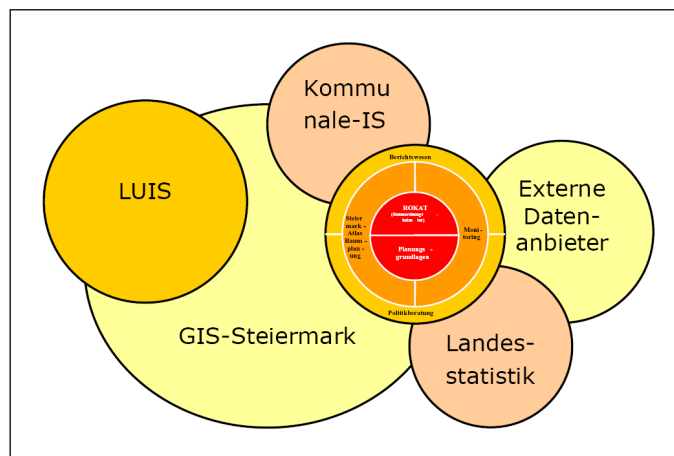 Kommu
nale-IS
LUIS
Externe
Daten-
anbieter
GIS-Steiermark
Landes-
statistik
Berichtswesen
ROKAT
Steier
mark -
Atlas
Raum -
plan -
ung
Moni -
toring
Planungs -
grundlagen
Politikberatung